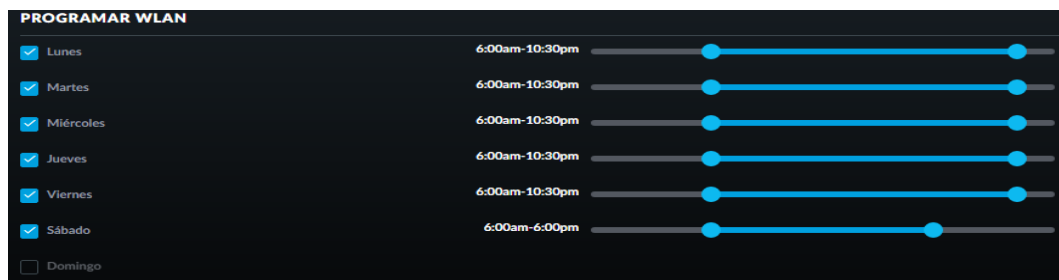 PROGRAMAR WLAN
Lunes 6:00am-10:30pm
Martes 6:00am-10:30pm
Miércoles 6:00am-10:30pm
Jueves 6:00am-10:30pm
Viernes 6:00am-10:30pm
Sábado 6:00am-6:00pm
Domingo